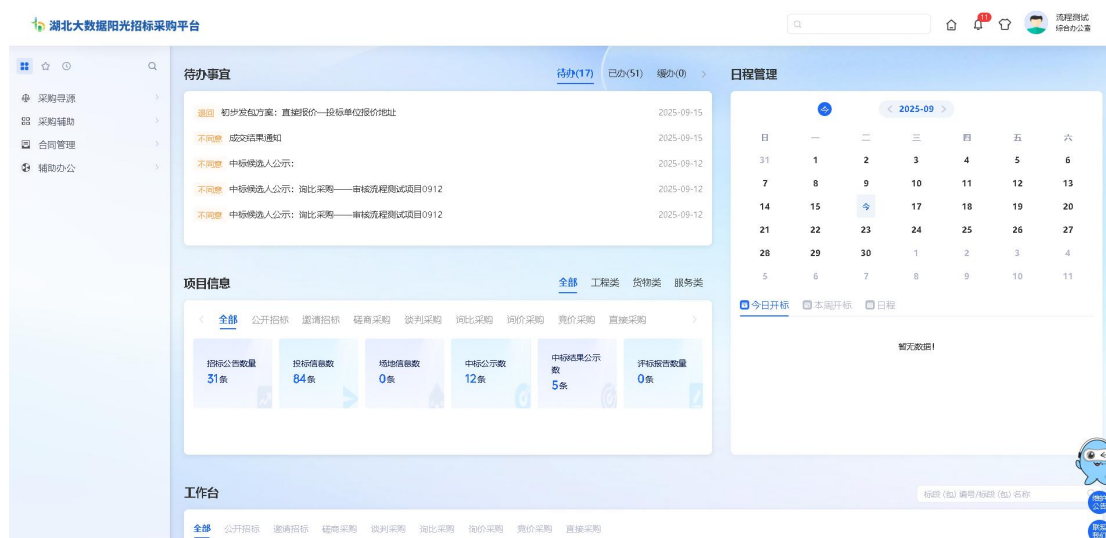 湖北大数据阳光招标采购平台
11
流程测试
综合办公室
采购寻源
采购辅助
合同管理
辅助办公
待办事宜
待办(17) 已办(51) 缓办(0)
退回 初步发包方案：直接报价—投标单位报价地址 2025-09-15
不同意 成交结果通知 2025-09-15
不同意 中标候选人公示： 2025-09-12
不同意 中标候选人公示：询比采购——审核流程测试项目0912 2025-09-12
不同意 中标候选人公示：询比采购——审核流程测试项目0912 2025-09-12
项目信息
全部 工程类 货物类 服务类
全部 公开招标 邀请招标 磋商采购 谈判采购 询比采购 询价采购 竞价采购 直接采购
招标公告数量
31条
投标信息数
84条
场地信息数
0条
中标公示数
12条
中标结果公示
数
5条
评标报告数量
0条
日程管理
今 2025-09
日 一 二 三 四 五 六
31 1 2 3 4 5 6
7 8 9 10 11 12 13
14 15 今 17 18 19 20
21 22 23 24 25 26 27
28 29 30 1 2 3 4
5 6 7 8 9 10 11
今日开标 本周开标 日程
暂无数据!
工作台
标段（包）编号/标段（包）名称
全部 公开招标 邀请招标 磋商采购 谈判采购 询比采购 询价采购 竞价采购 直接采购
维护
公告
联系
我们